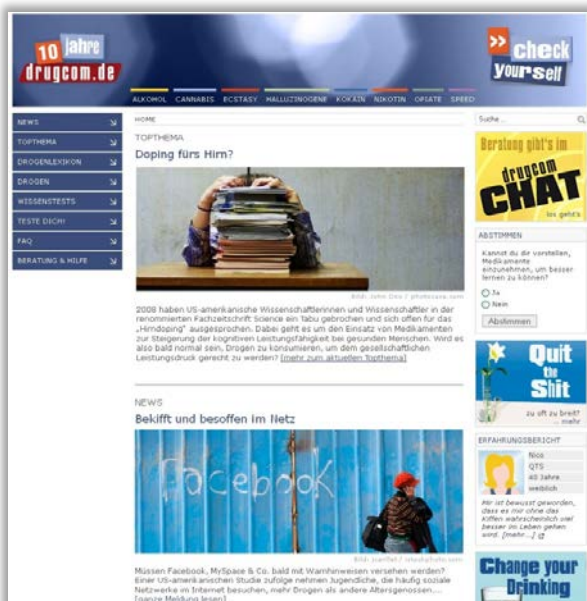 10 jahre
drugcom.de
>> check
yourself
ALKOHOL CANNABIS ECSTASY HALLUZINOGENE KOKAIN NIKOTIN OPIATE SPEED
NEWS
TOPTHEMA
DROGENLEXIKON
DROGEN
WISSENSTESTS
TESTE DICH!
FAQ
BERATUNG & HILFE
HOME
TOPTHEMA
Doping fürs Hirn?
Bild: John Dow / photocase.com
2008 haben US-amerikanische Wissenschaftlerinnen und Wissenschaftler in der
renommierten Fachzeitschrift Science ein Tabu gebrochen und sich offen für das
„Hirndoping" ausgesprochen. Dabei geht es um den Einsatz von Medikamenten
zur Steigerung der kognitiven Leistungsfähigkeit bei gesunden Menschen. Wird es
also bald normal sein, Drogen zu konsumieren, um dem gesellschaftlichen
Leistungsdruck gerecht zu werden? [mehr zum aktuellen Topthema]
NEWS
Bekifft und besoffen im Netz
Facebook
Müssen Facebook, MySpace & Co. bald mit Warnhinweisen versehen werden?
Einer US-amerikanischen Studie zufolge nehmen Jugendliche, die häufig soziale
Netzwerke im Internet besuchen, mehr Drogen als andere Altersgenossen....
[ganze Meldung lesen]
Suche ...
Beratung gibt's im
drugcom
CHAT
los geht's
ABSTIMMEN
Kannst du dir vorstellen,
Medikamente
einzunehmen, um besser
lernen zu können?
Ja
Nein
Abstimmen
Quit
the
Shit
zu oft zu breit?
... mehr
ERFAHRUNGSBERICHT
Nico
QTS
40 Jahre
weiblich
Mir ist bewusst geworden,
dass es mir ohne das
Kiffen wahrscheinlich viel
besser im Leben gehen
wird. [mehr...]
Change your
Drinking